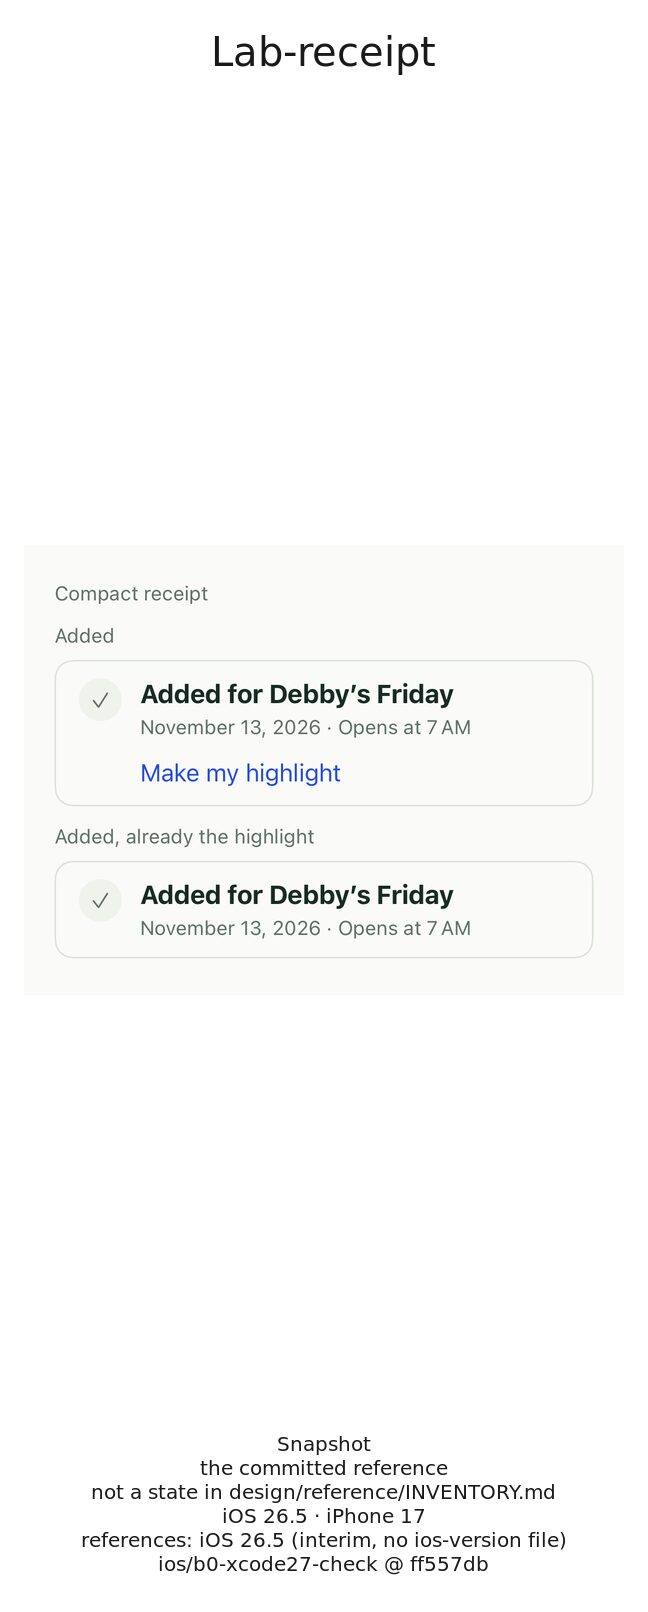 Lab-receipt
Compact receipt
Added
Added for Debby’s Friday
November 13, 2026 · Opens at 7 AM
Make my highlight
Added, already the highlight
Added for Debby’s Friday
November 13, 2026 · Opens at 7 AM
Snapshot
the committed reference
not a state in design/reference/INVENTORY.md
iOS 26.5 · iPhone 17
references: iOS 26.5 (interim, no ios-version file)
ios/b0-xcode27-check @ ff557db